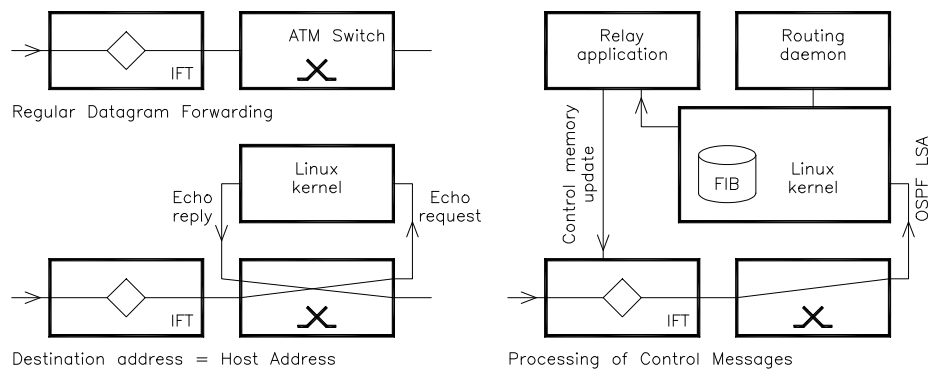 ATM Switch
IFT
Regular Datagram Forwarding
Linux
kernel
Echo
reply
Echo
request
IFT
Destination address = Host Address
Relay
application
Routing
daemon
Control memory
update
FIB
Linux
kernel
OSPF LSA
IFT
Processing of Control Messages